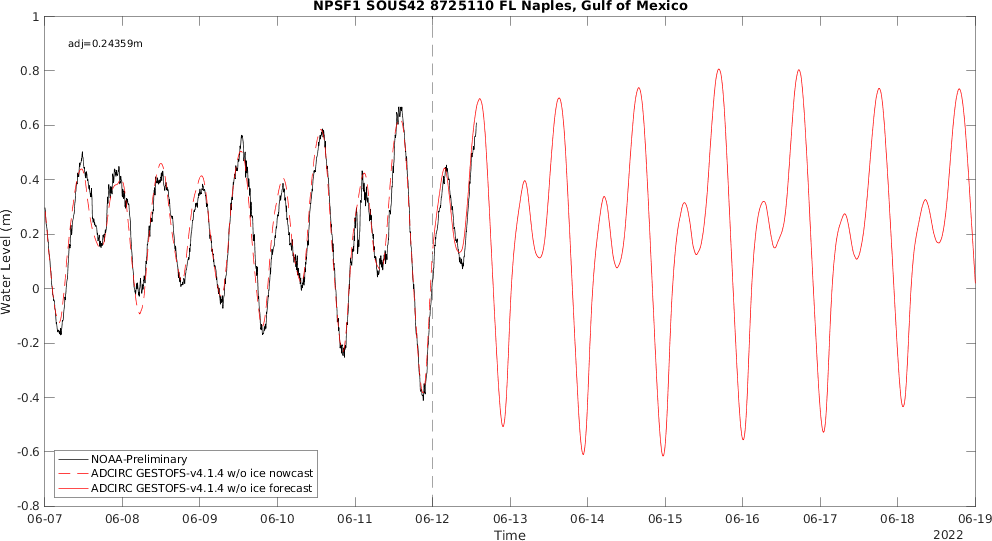 NPSF1 SOUS42 8725110 FL Naples, Gulf of Mexico
adj=0.24359m
1
0.8
0.6
0.4
0.2
0
-0.2
-0.4
-0.6
-0.8
Water Level (m)
NOAA-Preliminary
ADCIRC GESTOFS-v4.1.4 w/o ice nowcast
ADCIRC GESTOFS-v4.1.4 w/o ice forecast
06-07 06-08 06-09 06-10 06-11 06-12 06-13 06-14 06-15 06-16 06-17 06-18 06-19
Time
2022